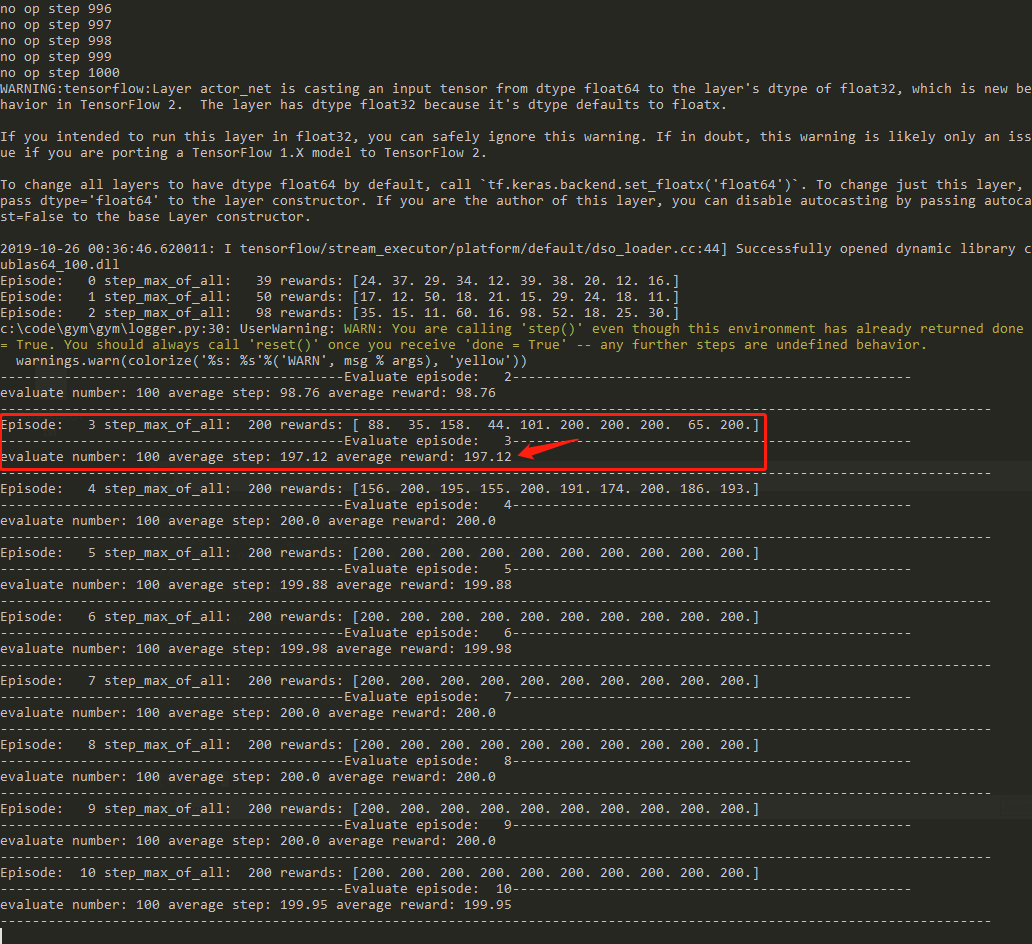 no op step 996
no op step 997
no op step 998
no op step 999
no op step 1000
WARNING:tensorflow:Layer actor_net is casting an input tensor from dtype float64 to the layer's dtype of float32, which is new be
havior in TensorFlow 2.  The layer has dtype float32 because it's dtype defaults to floatx.
If you intended to run this layer in float32, you can safely ignore this warning. If in doubt, this warning is likely only an iss
ue if you are porting a TensorFlow 1.X model to TensorFlow 2.
To change all layers to have dtype float64 by default, call `tf.keras.backend.set_floatx('float64')`. To change just this layer,
pass dtype='float64' to the layer constructor. If you are the author of this layer, you can disable autocasting by passing autoca
st=False to the base Layer constructor.
2019-10-26 00:36:46.620011: I tensorflow/stream_executor/platform/default/dso_loader.cc:44] Successfully opened dynamic library c
ublas64_100.dll
Episode:   0 step_max_of_all:   39 rewards: [24. 37. 29. 34. 12. 39. 38. 20. 12. 16.]
Episode:   1 step_max_of_all:   50 rewards: [17. 12. 50. 18. 21. 15. 29. 24. 18. 11.]
Episode:   2 step_max_of_all:   98 rewards: [35. 15. 11. 60. 16. 98. 52. 18. 25. 30.]
c:\code\gym\gym\logger.py:30: UserWarning: WARN: You are calling 'step()' even though this environment has already returned done
= True. You should always call 'reset()' once you receive 'done = True' -- any further steps are undefined behavior.
  warnings.warn(colorize('%s: %s'%('WARN', msg % args), 'yellow'))
-------------------------------------------Evaluate episode:   2--------------------------------------------------
evaluate number: 100 average step: 98.76 average reward: 98.76
----------------------------------------------------------------------------------------------------------------------------
Episode:   3 step_max_of_all:  200 rewards: [ 88.  35. 158.  44. 101. 200. 200. 200.  65. 200.]
-------------------------------------------Evaluate episode:   3--------------------------------------------------
evaluate number: 100 average step: 197.12 average reward: 197.12
----------------------------------------------------------------------------------------------------------------------------
Episode:   4 step_max_of_all:  200 rewards: [156. 200. 195. 155. 200. 191. 174. 200. 186. 193.]
-------------------------------------------Evaluate episode:   4--------------------------------------------------
evaluate number: 100 average step: 200.0 average reward: 200.0
----------------------------------------------------------------------------------------------------------------------------
Episode:   5 step_max_of_all:  200 rewards: [200. 200. 200. 200. 200. 200. 200. 200. 200. 200.]
-------------------------------------------Evaluate episode:   5--------------------------------------------------
evaluate number: 100 average step: 199.88 average reward: 199.88
----------------------------------------------------------------------------------------------------------------------------
Episode:   6 step_max_of_all:  200 rewards: [200. 200. 200. 200. 200. 200. 200. 200. 200. 200.]
-------------------------------------------Evaluate episode:   6--------------------------------------------------
evaluate number: 100 average step: 199.98 average reward: 199.98
----------------------------------------------------------------------------------------------------------------------------
Episode:   7 step_max_of_all:  200 rewards: [200. 200. 200. 200. 200. 200. 200. 200. 200. 200.]
-------------------------------------------Evaluate episode:   7--------------------------------------------------
evaluate number: 100 average step: 200.0 average reward: 200.0
----------------------------------------------------------------------------------------------------------------------------
Episode:   8 step_max_of_all:  200 rewards: [200. 200. 200. 200. 200. 200. 200. 200. 200. 200.]
-------------------------------------------Evaluate episode:   8--------------------------------------------------
evaluate number: 100 average step: 200.0 average reward: 200.0
----------------------------------------------------------------------------------------------------------------------------
Episode:   9 step_max_of_all:  200 rewards: [200. 200. 200. 200. 200. 200. 200. 200. 200. 200.]
-------------------------------------------Evaluate episode:   9--------------------------------------------------
evaluate number: 100 average step: 200.0 average reward: 200.0
----------------------------------------------------------------------------------------------------------------------------
Episode:  10 step_max_of_all:  200 rewards: [200. 200. 200. 200. 200. 200. 200. 200. 200. 200.]
-------------------------------------------Evaluate episode:  10--------------------------------------------------
evaluate number: 100 average step: 199.95 average reward: 199.95
----------------------------------------------------------------------------------------------------------------------------